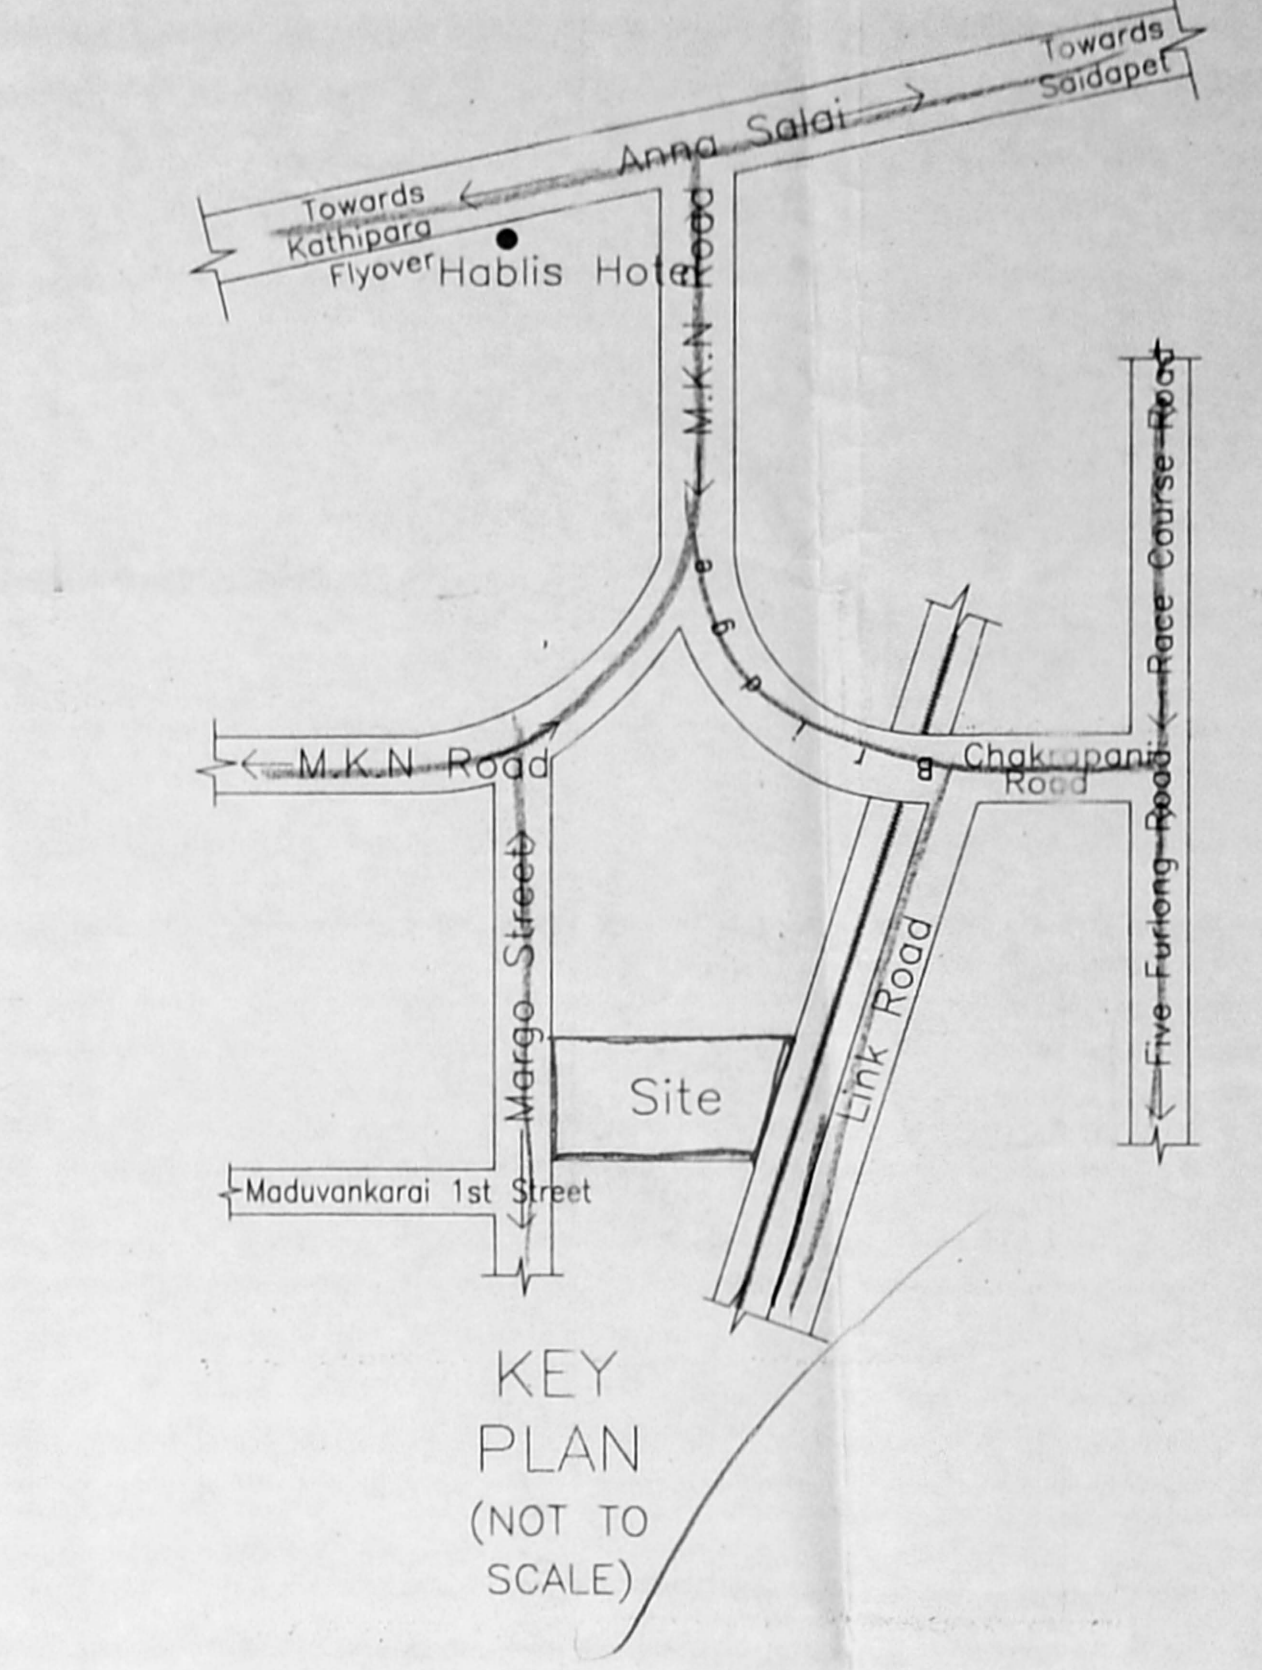 Towards
Saidapet
Anna Salai
Towards
Kathipara
Flyover
Hablis Hotel
M.K.N Road
Bridge
Chakrapani
Road
Five Furlong Road
Race Course Road
M.K.N Road
Margo Street
Link Road
Site
Maduvankarai 1st Street
KEY
PLAN
(NOT TO
SCALE)